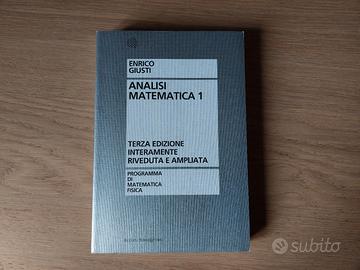 ENRICO
GIUSTI
ANALISI
MATEMATICA 1
TERZA EDIZIONE
INTERAMENTE
RIVEDUTA E AMPLIATA
PROGRAMMA
DI
MATEMATICA
FISICA
subito